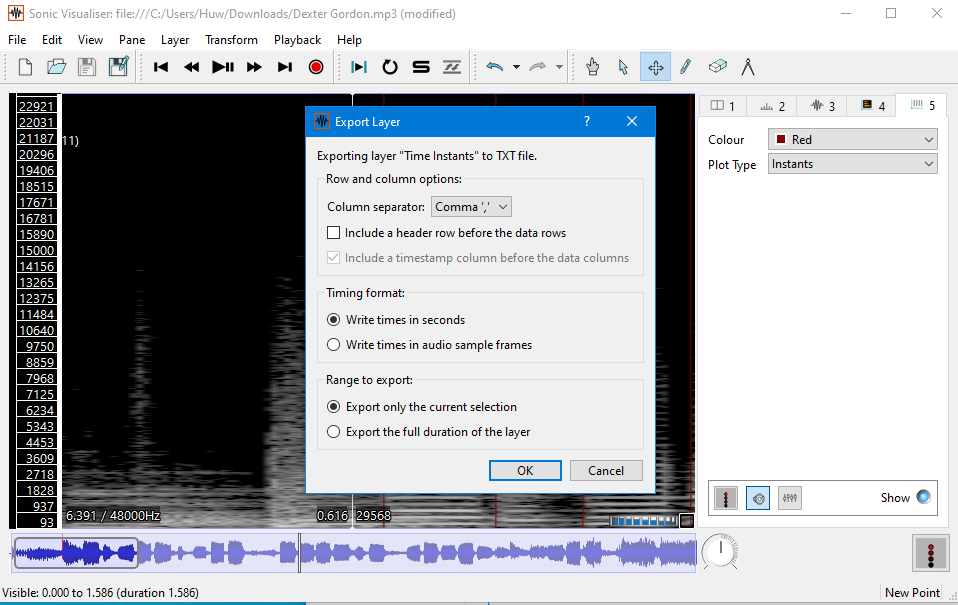 Sonic Visualiser: file:///C:/Users/Huw/Downloads/Dexter Gordon.mp3 (modified)
File Edit View Pane Layer Transform Playback Help
22921
22031
21187
11)
20296
19406
18515
17671
16781
15890
15000
14156
13265
12375
11484
10640
9750
8859
7968
7125
6234
5343
4453
3609
2718
1828
937
93
6.391 / 48000Hz
0.616 29568
Export Layer
?
Exporting layer "Time Instants" to TXT file.
Row and column options:
Column separator: Comma ','
Include a header row before the data rows
Include a timestamp column before the data columns
Timing format:
Write times in seconds
Write times in audio sample frames
Range to export:
Export only the current selection
Export the full duration of the layer
OK Cancel
1 2 3 4 5
Colour Red
Plot Type Instants
Show
Visible: 0.000 to 1.586 (duration 1.586)
New Point